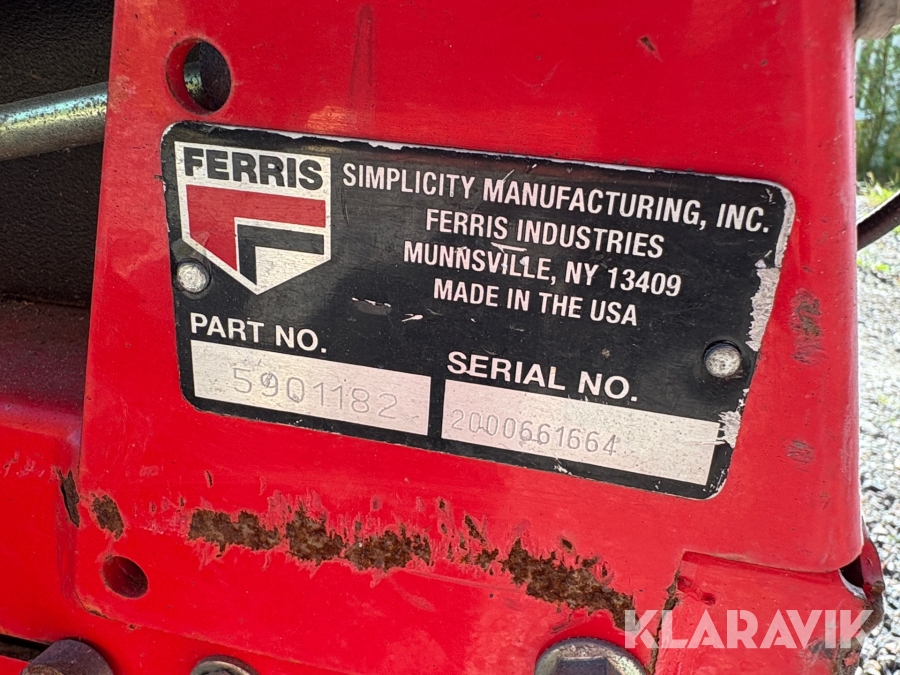 FERRIS
SIMPLICITY MANUFACTURING, INC.
FERRIS INDUSTRIES
MUNNSVILLE, NY 13409
MADE IN THE USA
PART NO.
5901182
SERIAL NO.
2000661664
KLARAVIK